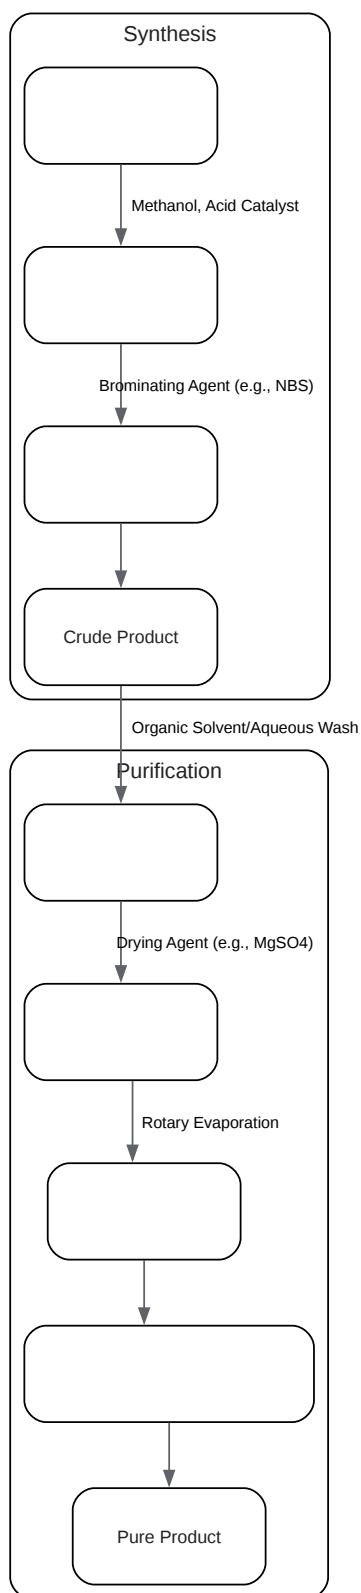 Synthesis
Methanol, Acid Catalyst
Brominating Agent (e.g., NBS)
Crude Product
Organic Solvent/Aqueous Wash
Purification
Drying Agent (e.g., MgSO4)
Rotary Evaporation
Pure Product